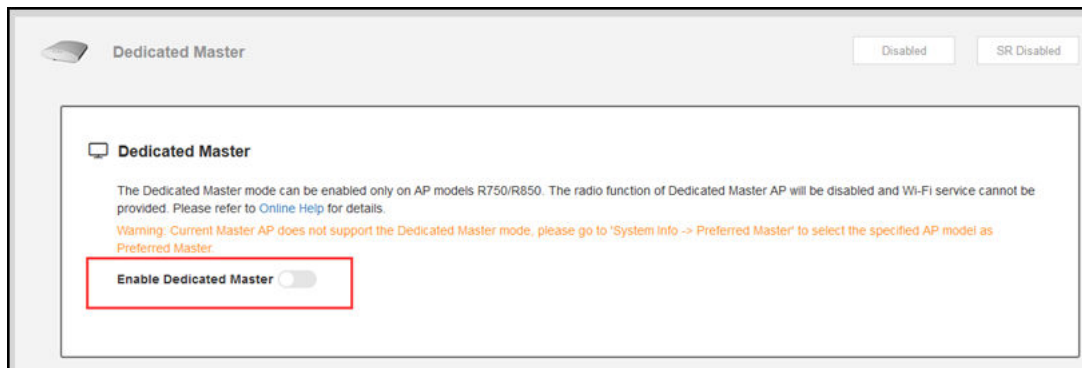 Dedicated Master
Disabled
SR Disabled
Dedicated Master
The Dedicated Master mode can be enabled only on AP models R750/R850. The radio function of Dedicated Master AP will be disabled and Wi-Fi service cannot be
provided. Please refer to Online Help for details.
Warning: Current Master AP does not support the Dedicated Master mode, please go to 'System Info -> Preferred Master' to select the specified AP model as
Preferred Master.
Enable Dedicated Master